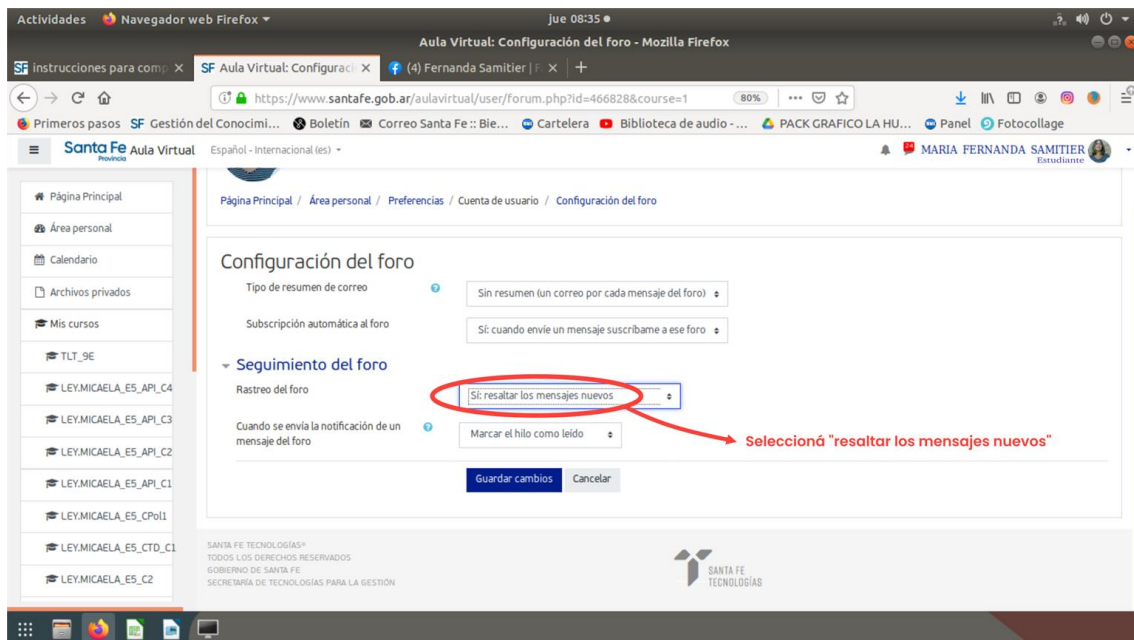 Actividades Navegador web Firefox jue 08:35
Aula Virtual: Configuración del foro - Mozilla Firefox
SF instrucciones para comp SF Aula Virtual: Configuraci (4) Fernanda Samitier | F
https://www.santafe.gob.ar/aulavirtual/user/forum.php?id=466828&course=1 80%
Primeros pasos SF Gestión del Conocimi... Boletín Correo Santa Fe :: Bie... Cartelera Biblioteca de audio - ... PACK GRAFICO LA HU... Panel Fotocollage
Santa Fe Provincia Aula Virtual Español - Internacional (es) 24 MARIA FERNANDA SAMITIER
Estudiante
Página Principal
Área personal
Calendario
Archivos privados
Mis cursos
TLT_9E
LEY.MICAELA_E5_API_C4
LEY.MICAELA_E5_API_C3
LEY.MICAELA_E5_API_C2
LEY.MICAELA_E5_API_C1
LEY.MICAELA_E5_CPol1
LEY.MICAELA_E5_CTD_C1
LEY.MICAELA_E5_C2
Página Principal / Área personal / Preferencias / Cuenta de usuario / Configuración del foro
Configuración del foro
Tipo de resumen de correo Sin resumen (un correo por cada mensaje del foro)
Subscripción automática al foro Sí: cuando envíe un mensaje suscríbame a ese foro
Seguimiento del foro
Rastreo del foro Sí: resaltar los mensajes nuevos
Cuando se envía la notificación de un
mensaje del foro Marcar el hilo como leído
Seleccioná "resaltar los mensajes nuevos"
Guardar cambios Cancelar
SANTA FE TECNOLOGÍAS®
TODOS LOS DERECHOS RESERVADOS
GOBIERNO DE SANTA FE
SECRETARÍA DE TECNOLOGÍAS PARA LA GESTIÓN
SANTA FE
TECNOLOGÍAS